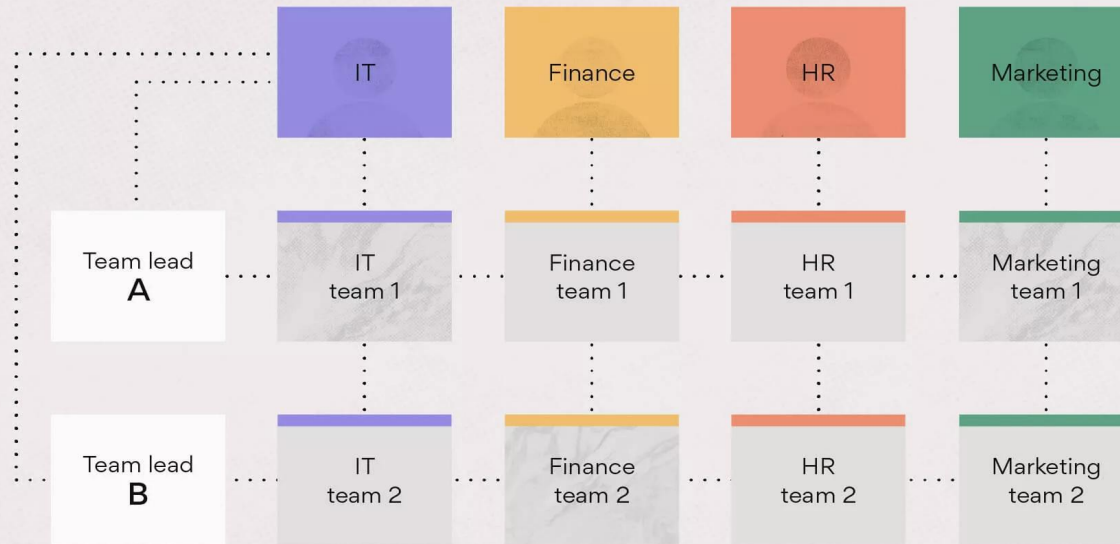 IT
Finance
HR
Marketing
Team lead
A
IT
team 1
Finance
team 1
HR
team 1
Marketing
team 1
Team lead
B
IT
team 2
Finance
team 2
HR
team 2
Marketing
team 2